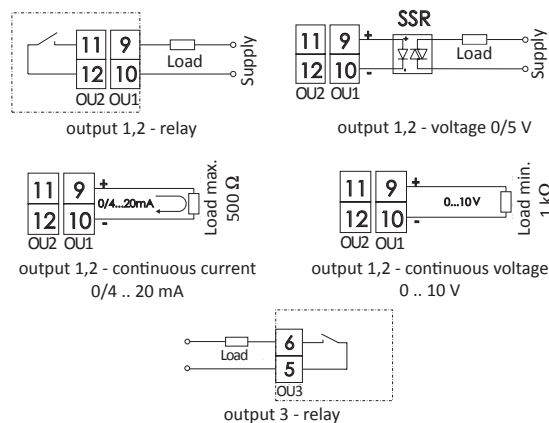 11 9
12 10
OU2 OU1
Load
Supply
output 1,2 - relay
SSR
11 9 + +
12 10 - -
OU2 OU1
Load
Supply
output 1,2 - voltage 0/5 V
11 9 +
0/4...20mA
12 10 -
OU2 OU1
Load max.
500 Ω
output 1,2 - continuous current
0/4 .. 20 mA
11 9 +
0...10V
12 10 -
OU2 OU1
Load min.
1 kΩ
output 1,2 - continuous voltage
0 .. 10 V
Load
6
5
OU3
output 3 - relay